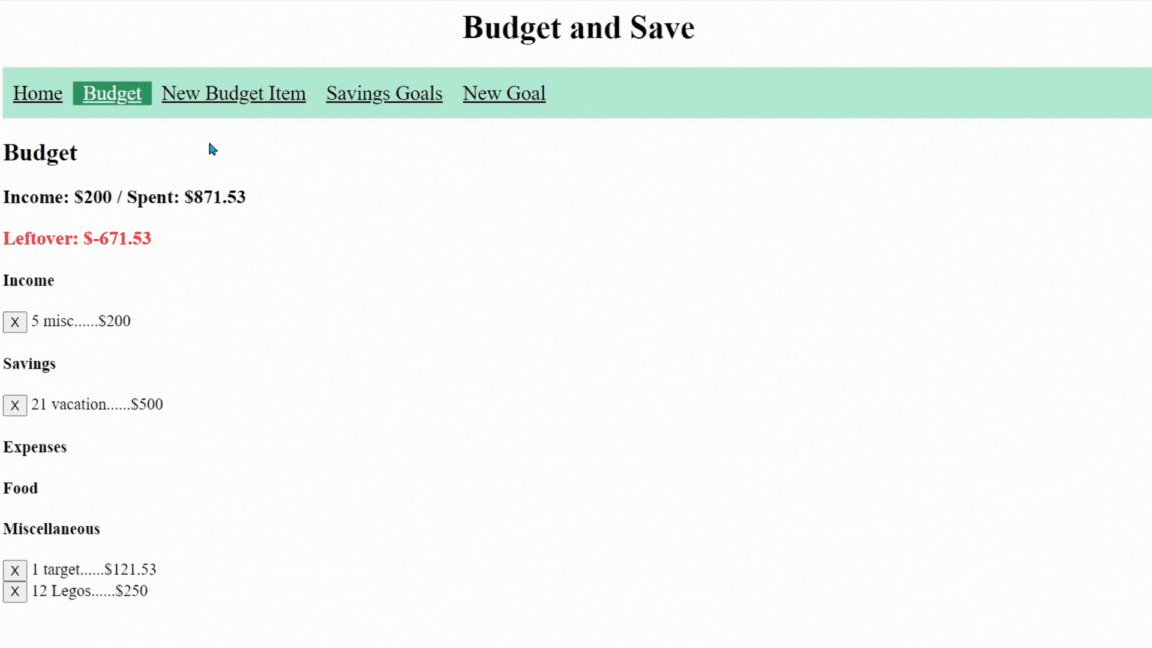 Budget and Save
Home Budget New Budget Item Savings Goals New Goal
Budget
Income: $200 / Spent: $871.53
Leftover: $-671.53
Income
X 5 misc......$200
Savings
X 21 vacation......$500
Expenses
Food
Miscellaneous
X 1 target......$121.53
X 12 Legos......$250